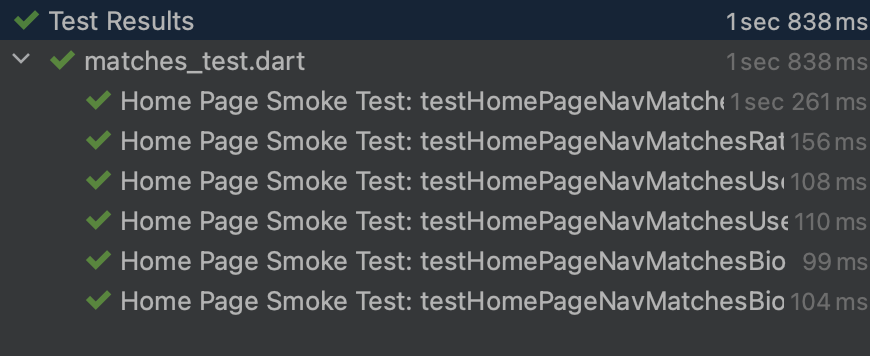 Test Results 1 sec 838 ms
matches_test.dart 1 sec 838 ms
Home Page Smoke Test: testHomePageNavMatche 1 sec 261 ms
Home Page Smoke Test: testHomePageNavMatchesRat 156 ms
Home Page Smoke Test: testHomePageNavMatchesUse 108 ms
Home Page Smoke Test: testHomePageNavMatchesUse 110 ms
Home Page Smoke Test: testHomePageNavMatchesBio 99 ms
Home Page Smoke Test: testHomePageNavMatchesBio 104 ms